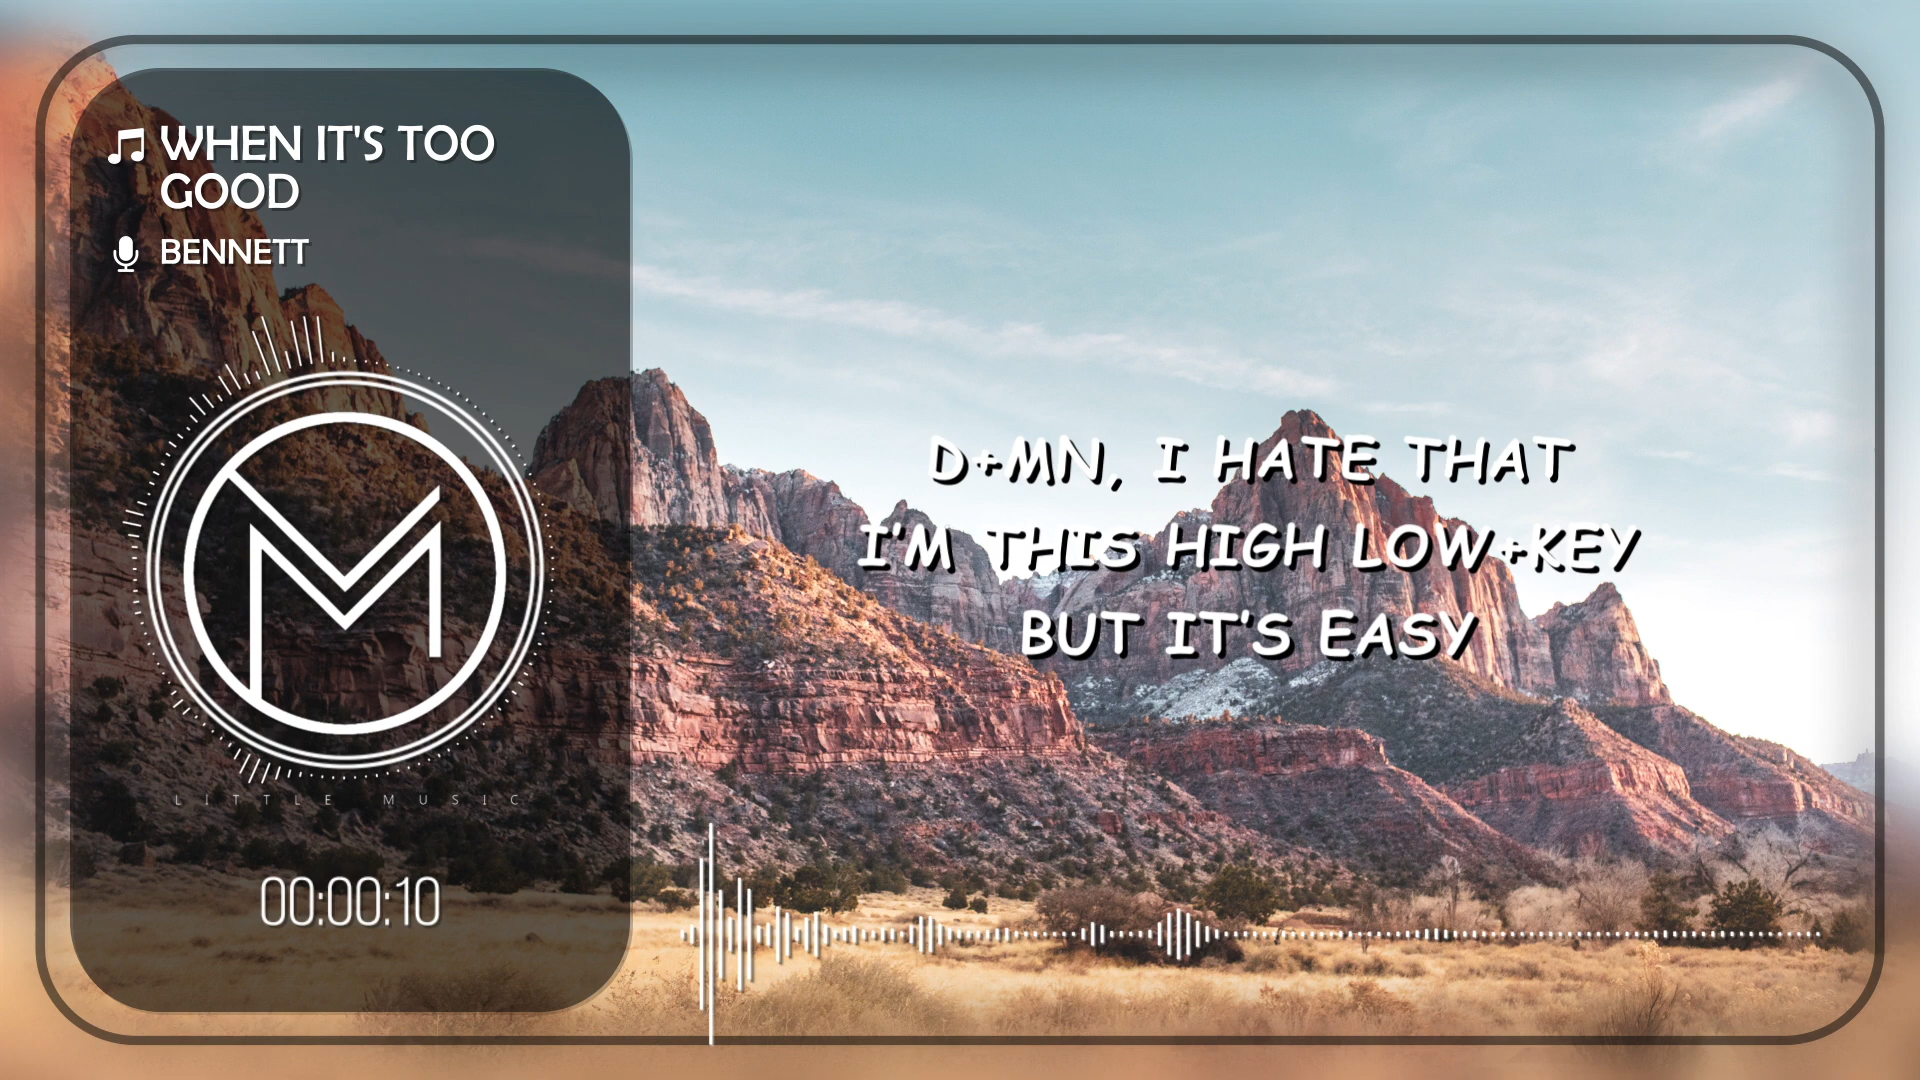 WHEN IT'S TOO
GOOD
BENNETT
LITTLE MUSIC
00:00:10
D+MN, I HATE THAT
I'M THIS HIGH LOW+KEY
BUT IT'S EASY